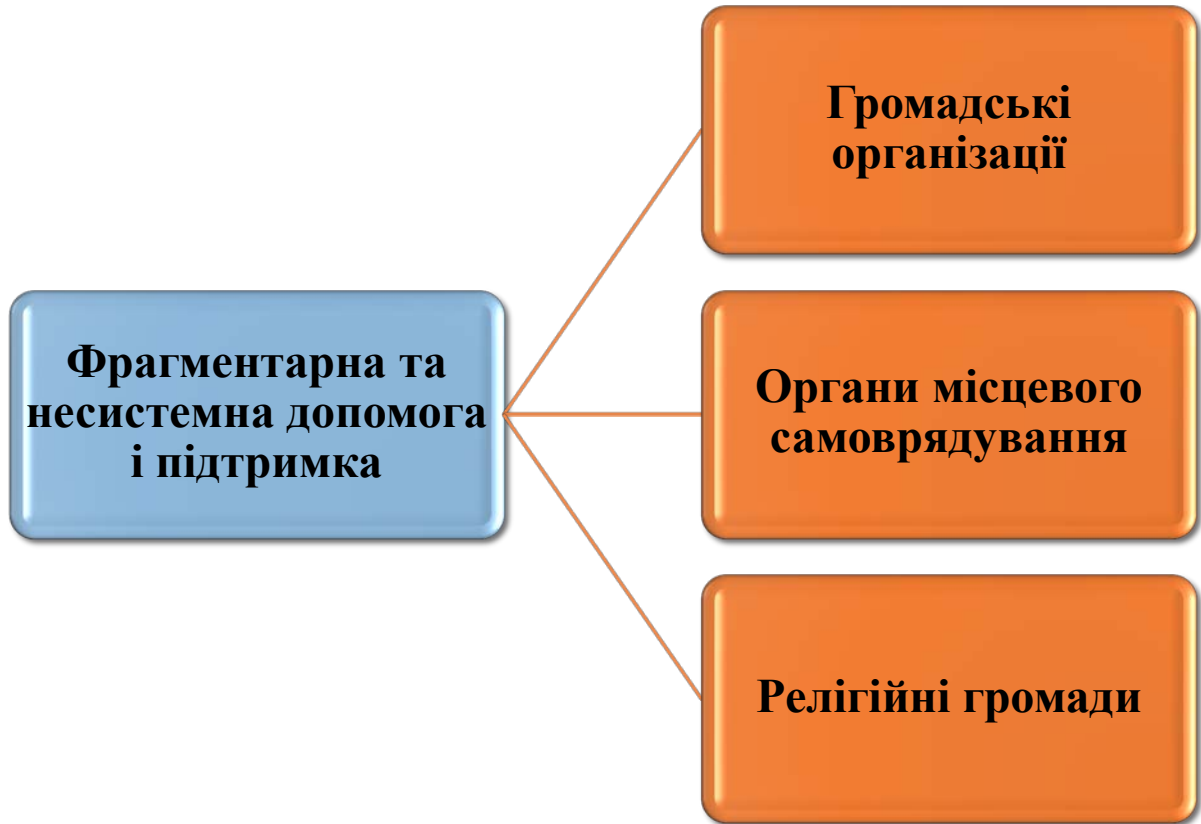 Громадські
організації
Фрагментарна та
несистемна допомога
і підтримка
Органи місцевого
самоврядування
Релігійні громади